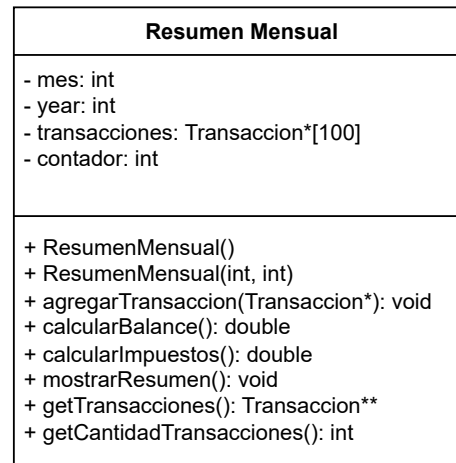 Resumen Mensual
- mes: int
- year: int
- transacciones: Transaccion*[100]
- contador: int
+ ResumenMensual()
+ ResumenMensual(int, int)
+ agregarTransaccion(Transaccion*): void
+ calcularBalance(): double
+ calcularImpuestos(): double
+ mostrarResumen(): void
+ getTransacciones(): Transaccion**
+ getCantidadTransacciones(): int